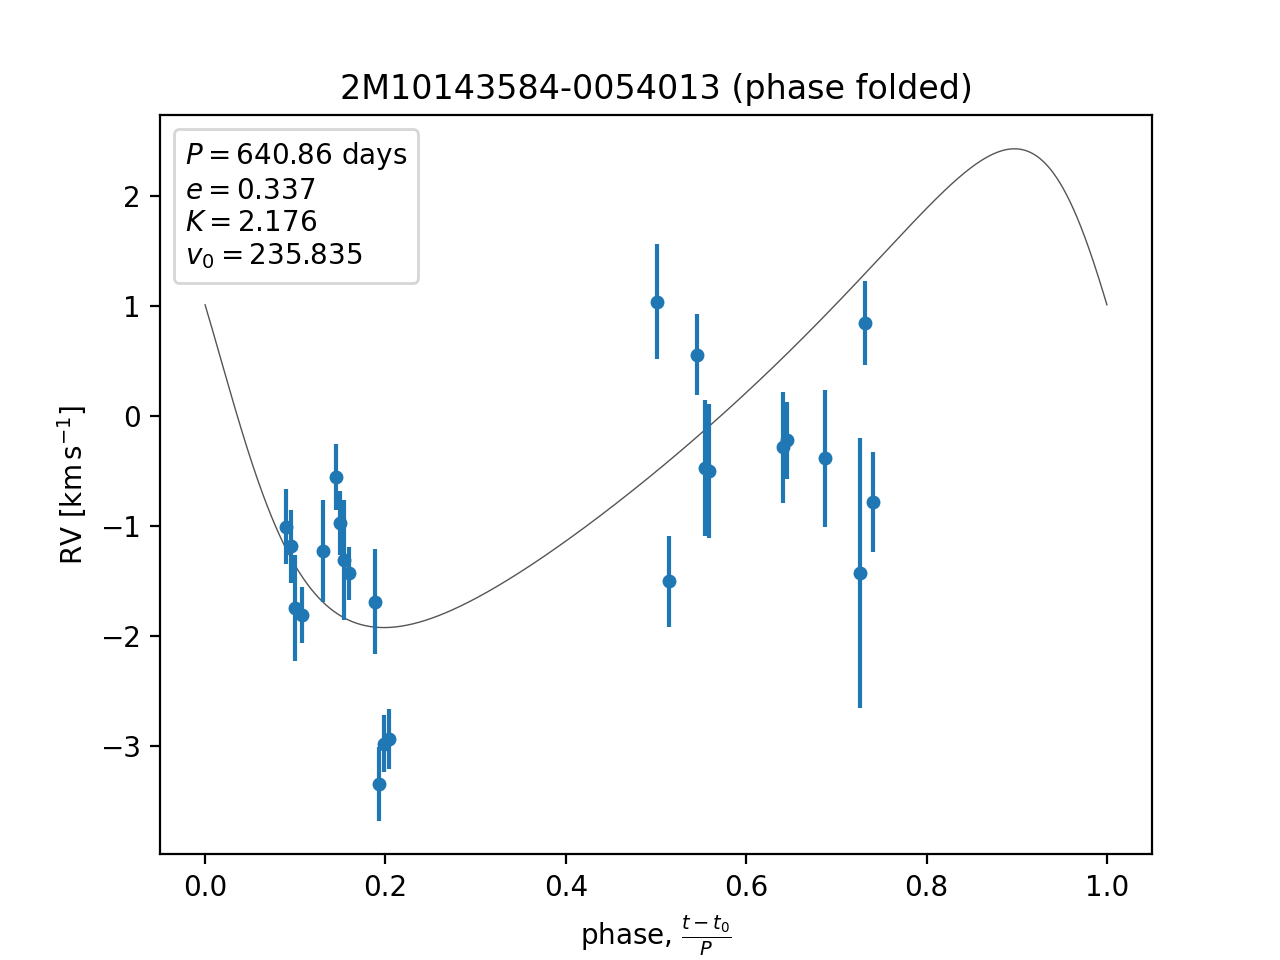 2M10143584-0054013 (phase folded)
P = 640.86 days
e = 0.337
K = 2.176
v₀ = 235.835
2
1
0
−1
−2
−3
RV [km s⁻¹]
0.0 0.2 0.4 0.6 0.8 1.0
phase, (t − t₀)/P